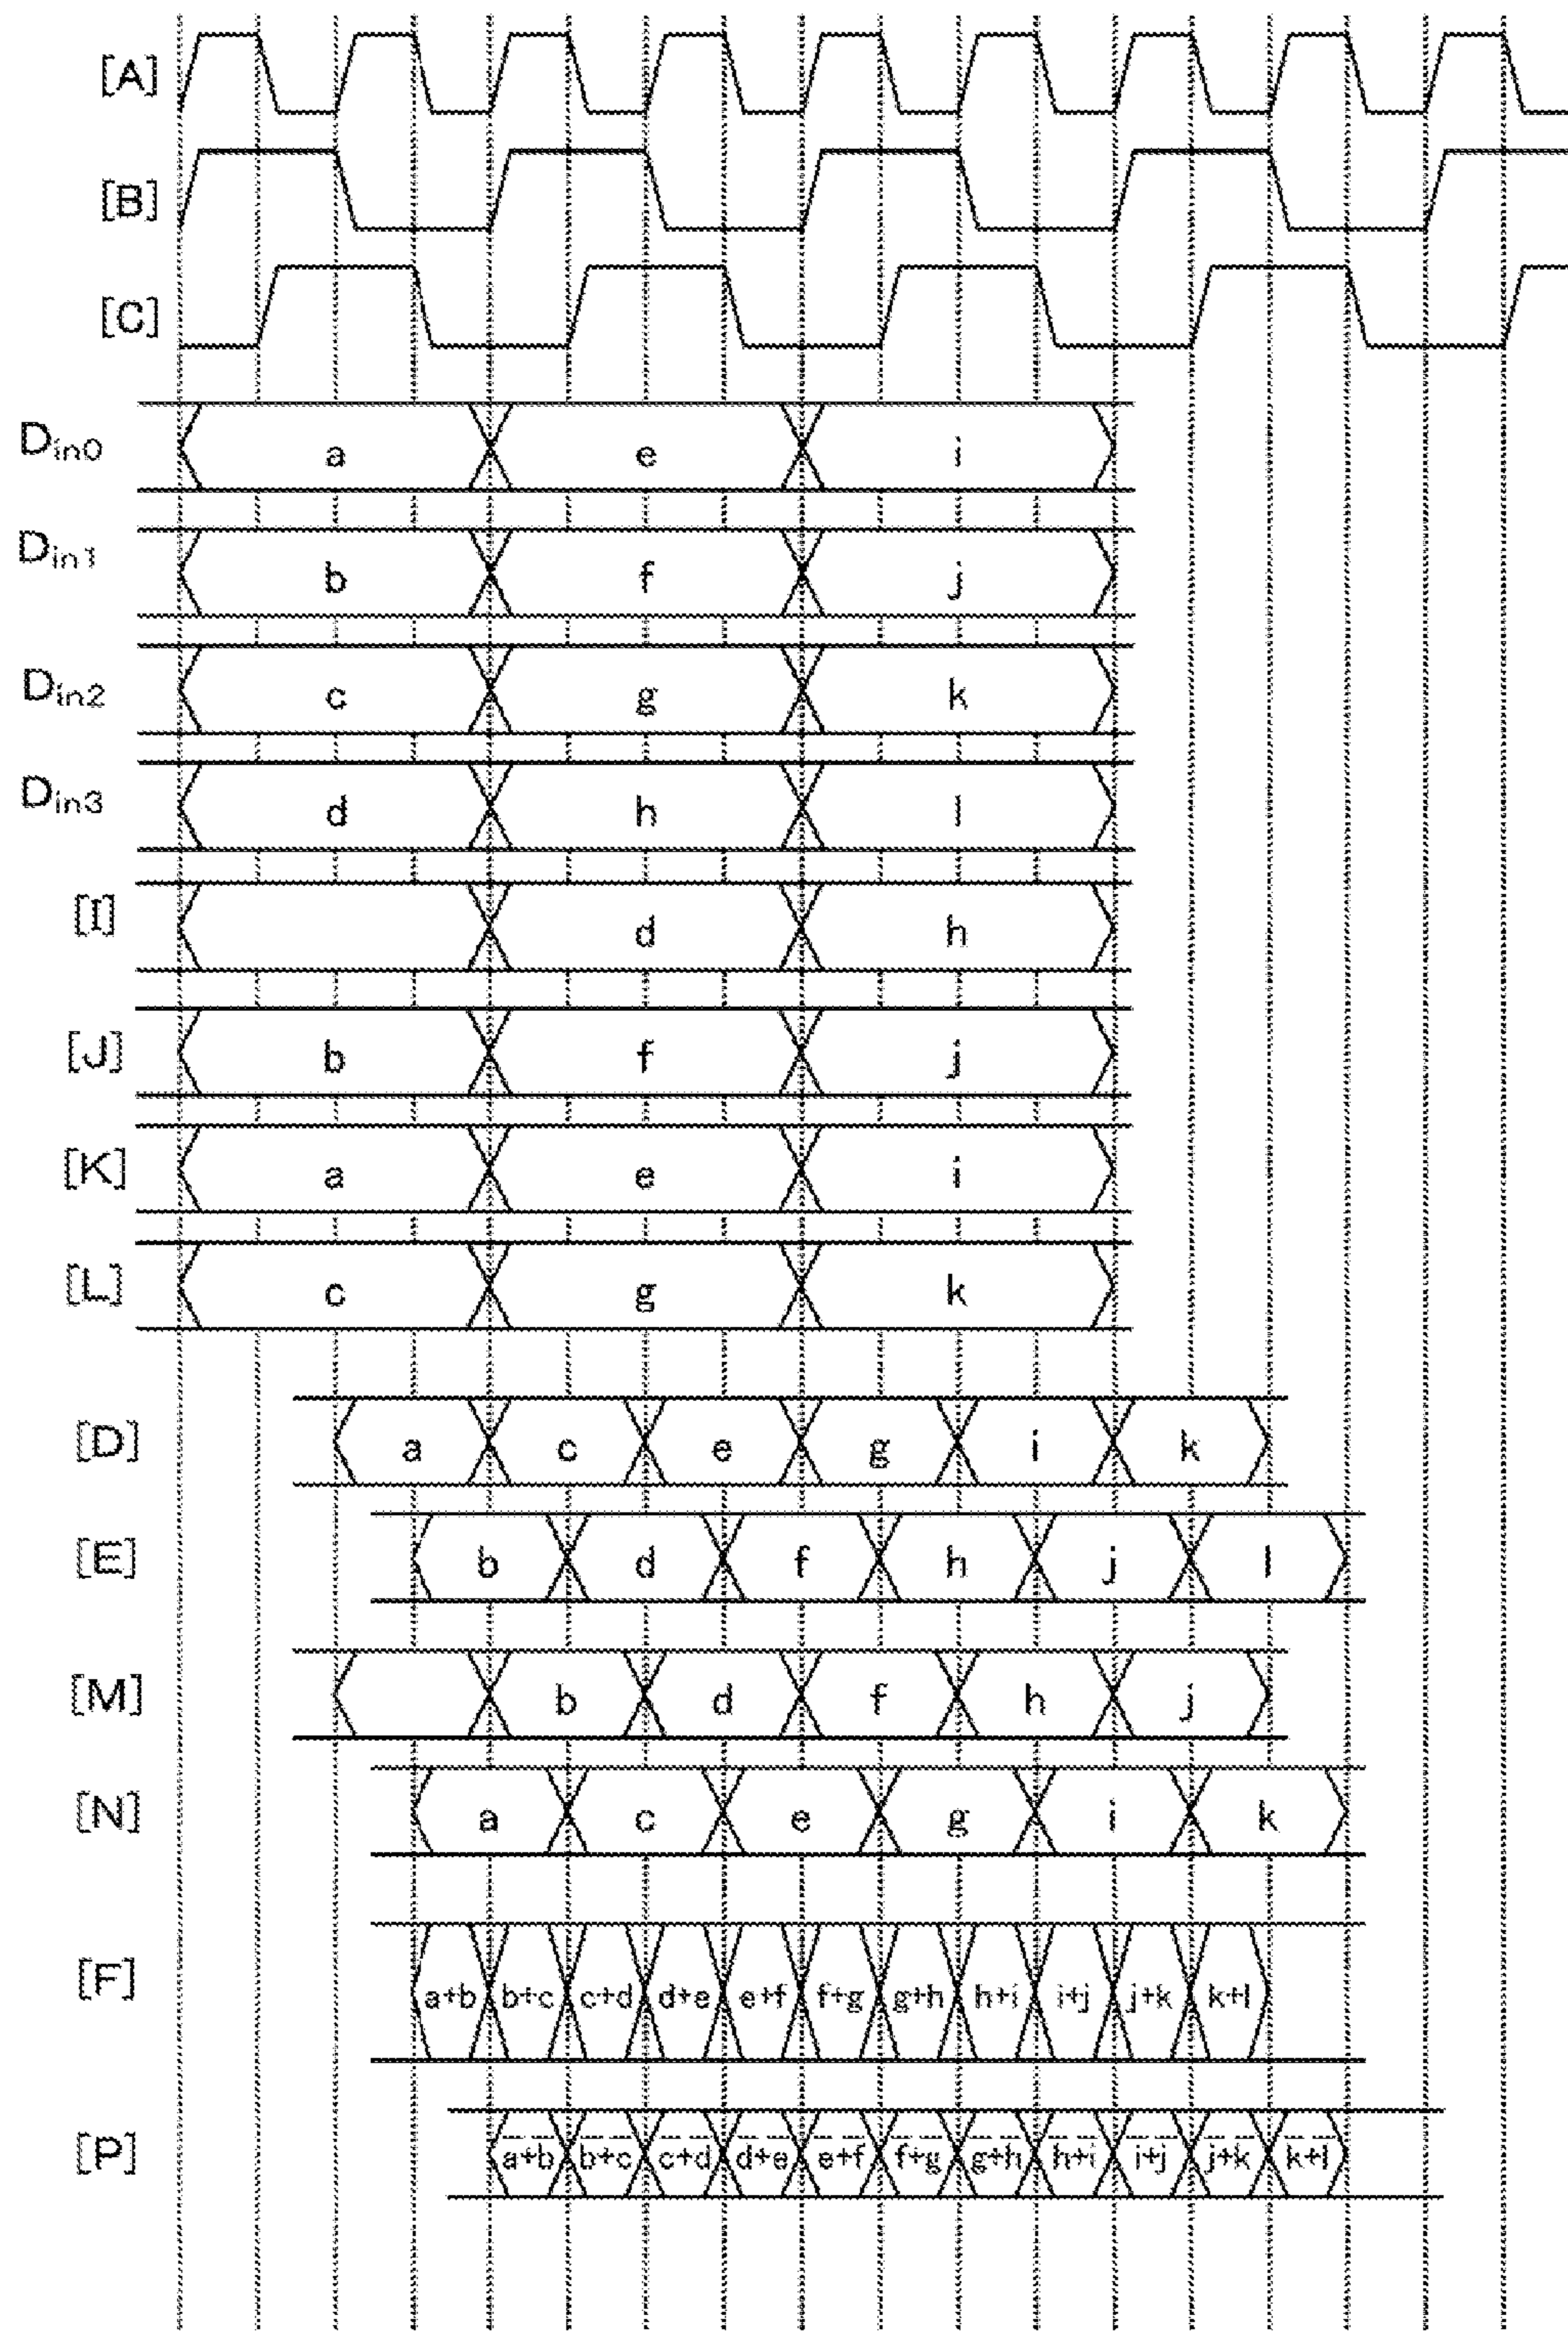 [A]
[B]
[C]
Din0 a e i
Din1 b f j
Din2 c g k
Din3 d h l
[I] d h
[J] b f j
[K] a e i
[L] c g k
[D] a c e g i k
[E] b d f h j l
[M] b d f h j
[N] a c e g i k
[F] a+b b+c c+d d+e e+f f+g g+h h+i i+j j+k k+l
[P] a+b b+c c+d d+e e+f f+g g+h h+i i+j j+k k+l